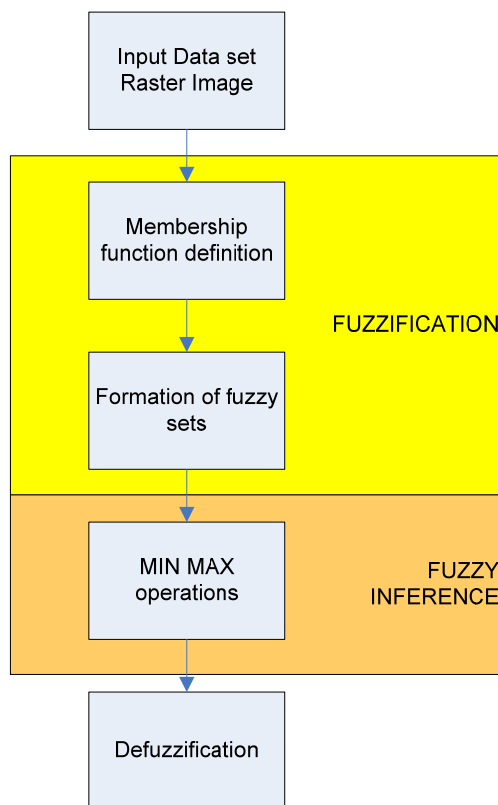 Input Data set
Raster Image
Membership
function definition
FUZZIFICATION
Formation of fuzzy
sets
MIN MAX
operations
FUZZY
INFERENCE
Defuzzification